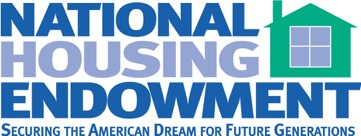 NATIONAL
HOUSING
ENDOWMENT
SECURING THE AMERICAN DREAM FOR FUTURE GENERATIONS